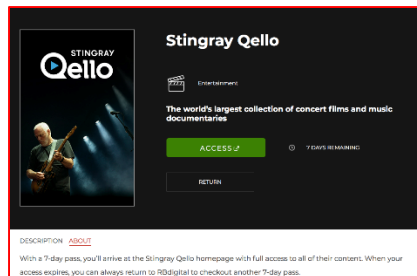 STINGRAY
Qello
Stingray Qello
Entertainment
The world's largest collection of concert films and music
documentaries
ACCESS
7 DAYS REMAINING
RETURN
DESCRIPTION ABOUT
With a 7-day pass, you'll arrive at the Stingray Qello homepage with full access to all of their content. When your
access expires, you can always return to RBdigital to checkout another 7-day pass.